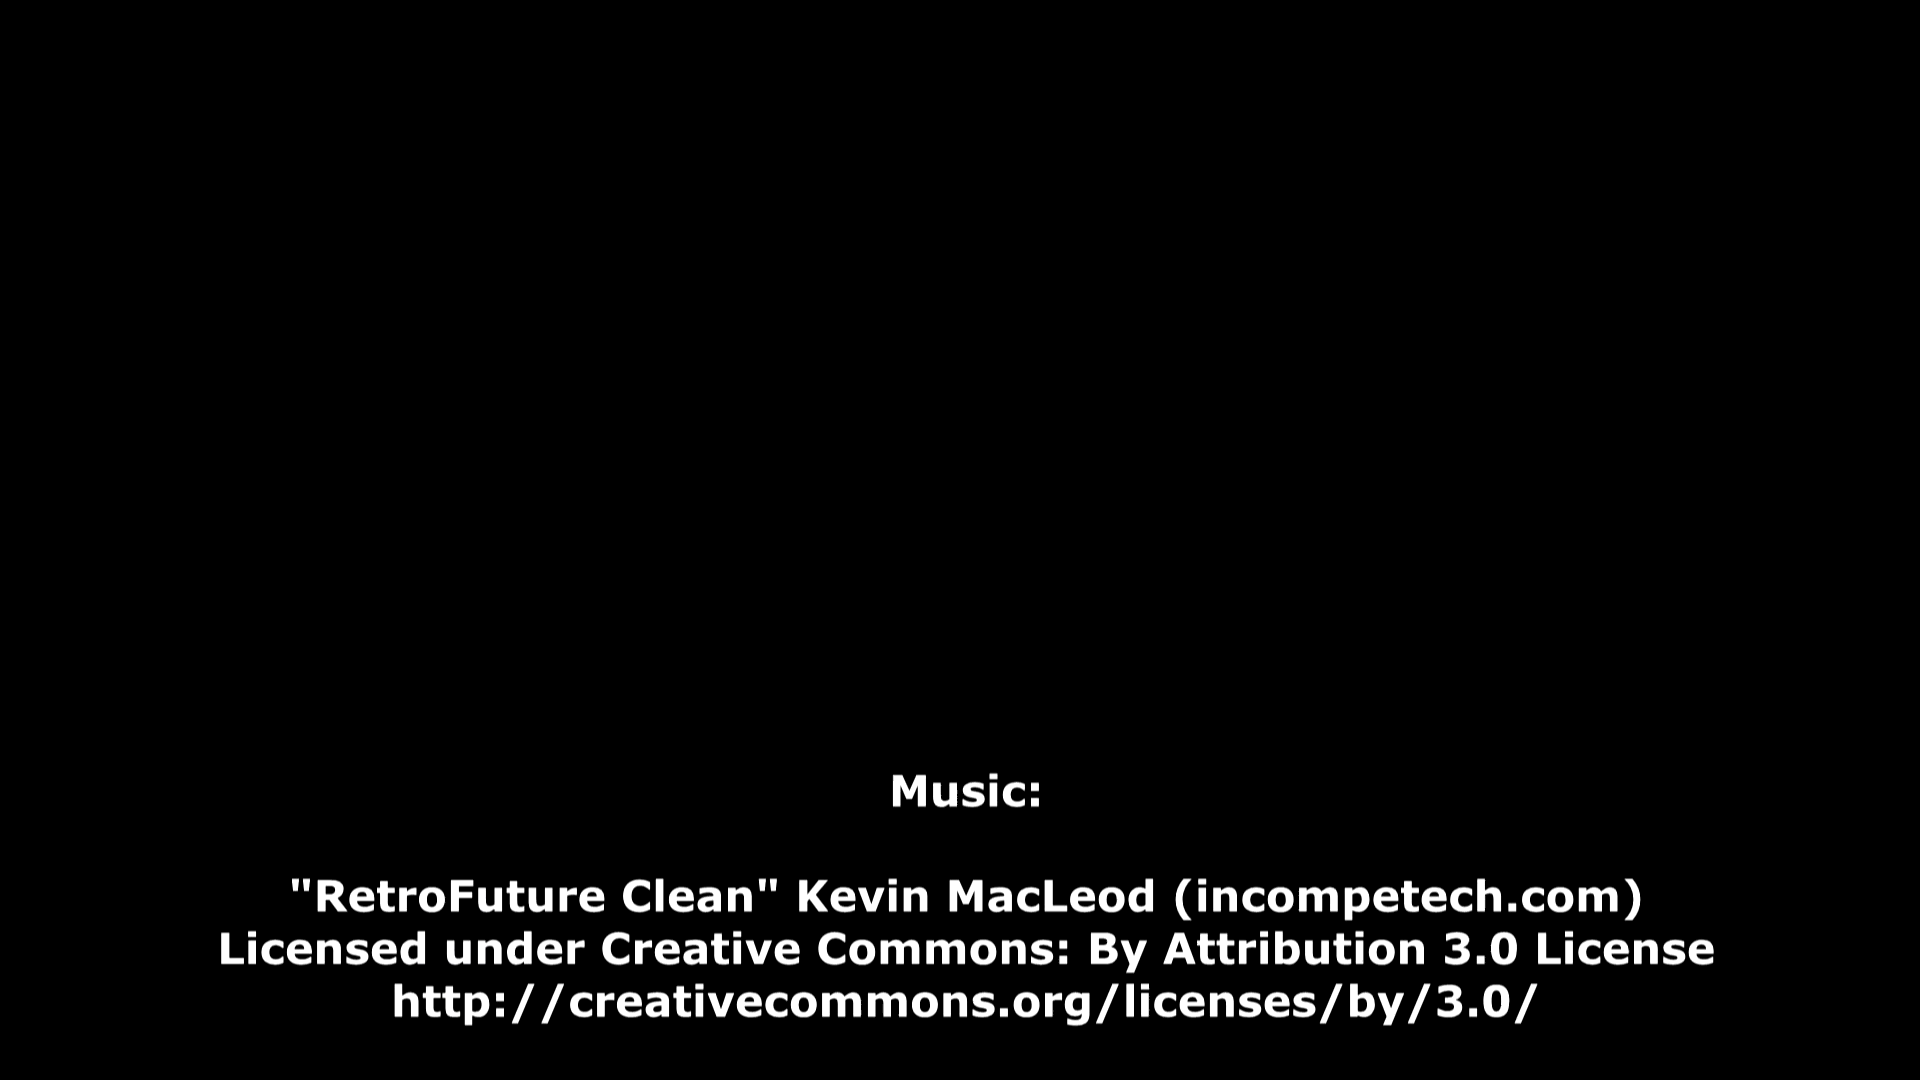 Music:
"RetroFuture Clean" Kevin MacLeod (incompetech.com)
Licensed under Creative Commons: By Attribution 3.0 License
http://creativecommons.org/licenses/by/3.0/